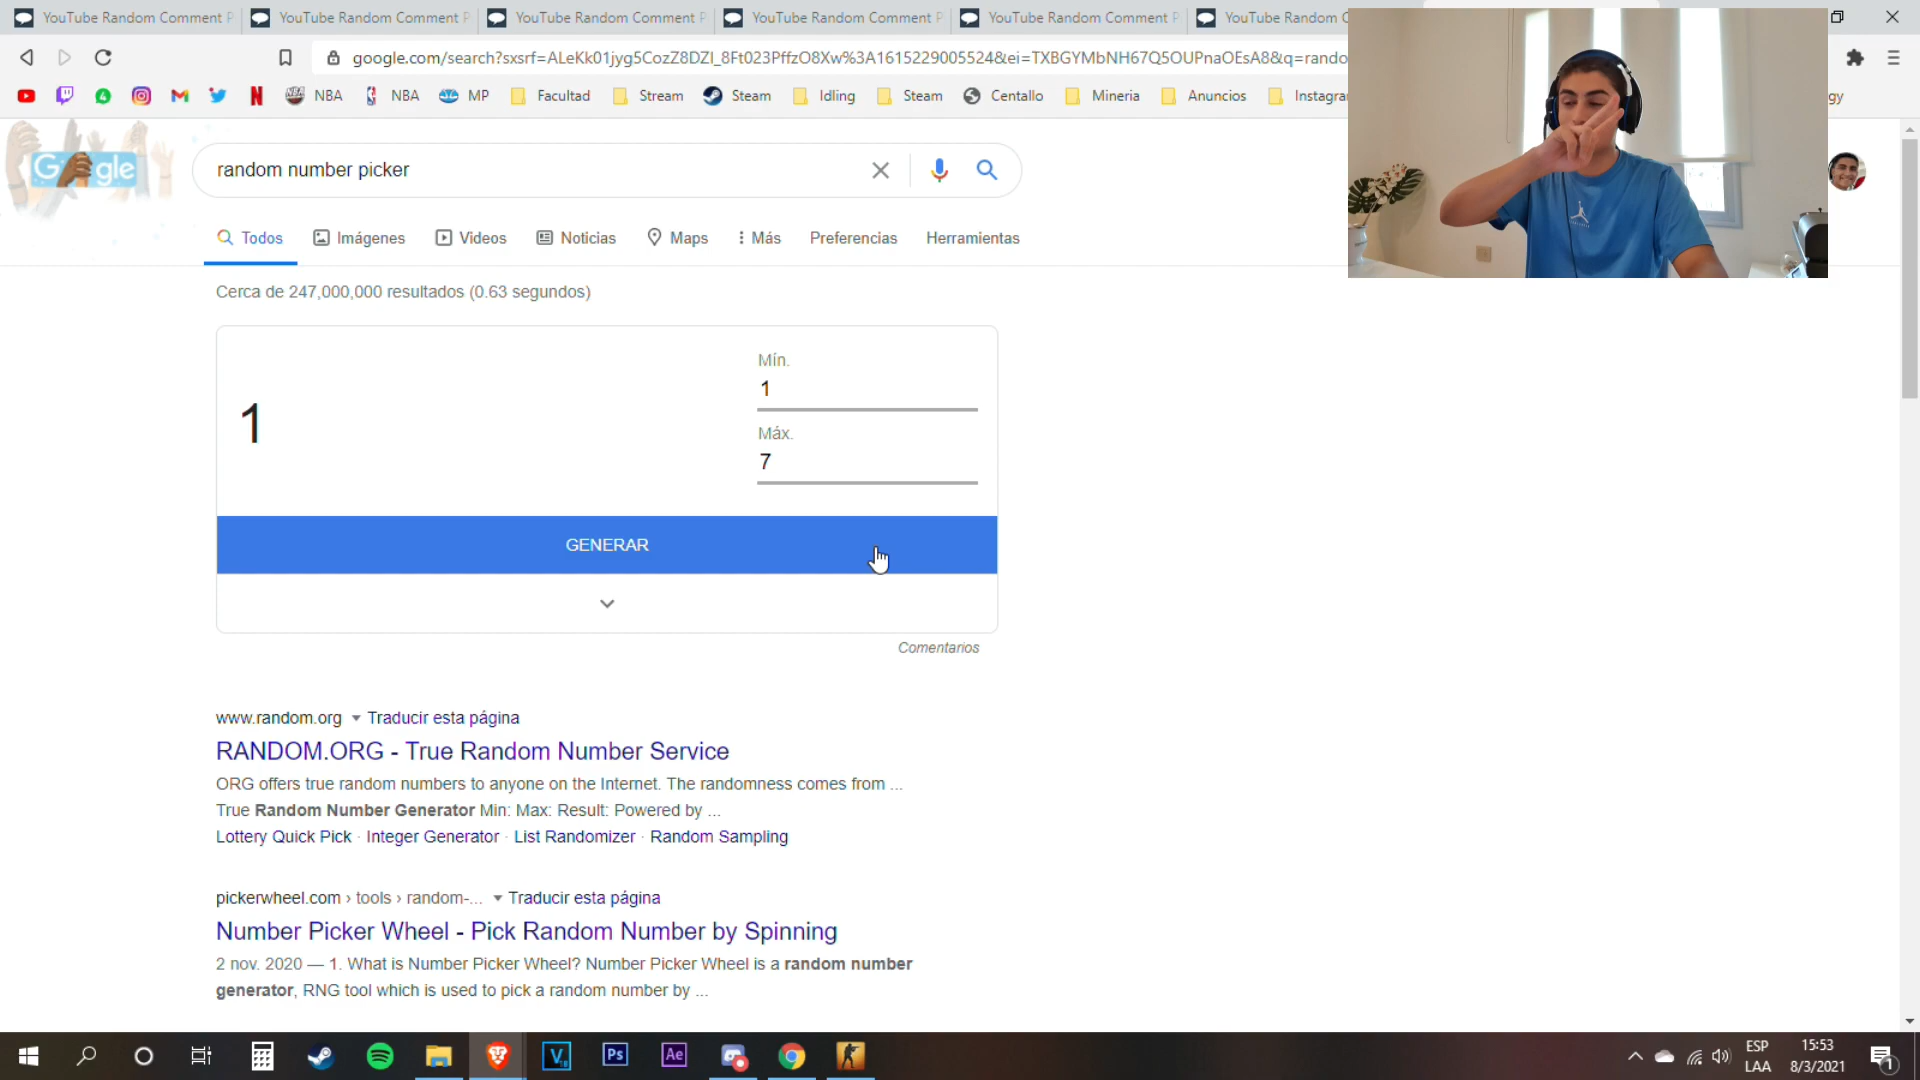 YouTube Random Comment P
YouTube Random Comment P
YouTube Random Comment P
YouTube Random Comment P
YouTube Random Comment P
YouTube Random C
google.com/search?sxsrf=ALeKk01jyg5CozZ8DZI_8Ft023PffzO8Xw%3A1615229005524&ei=TXBGYMbNH67Q5OUPnaOEsA8&q=rando
NBA
NBA
MP
Facultad
Stream
Steam
Idling
Steam
Centallo
Mineria
Anuncios
Instagra
gy
Google
random number picker
Todos
Imágenes
Videos
Noticias
Maps
Más
Preferencias
Herramientas
Cerca de 247,000,000 resultados (0.63 segundos)
1
Mín.
1
Máx.
7
GENERAR
Comentarios
www.random.org Traducir esta página
RANDOM.ORG - True Random Number Service
ORG offers true random numbers to anyone on the Internet. The randomness comes from ...
True Random Number Generator Min: Max: Result: Powered by ...
Lottery Quick Pick · Integer Generator · List Randomizer · Random Sampling
pickerwheel.com › tools › random-... Traducir esta página
Number Picker Wheel - Pick Random Number by Spinning
2 nov. 2020 — 1. What is Number Picker Wheel? Number Picker Wheel is a random number
generator, RNG tool which is used to pick a random number by ...
Ps
Ae
ESP
LAA
15:53
8/3/2021
1